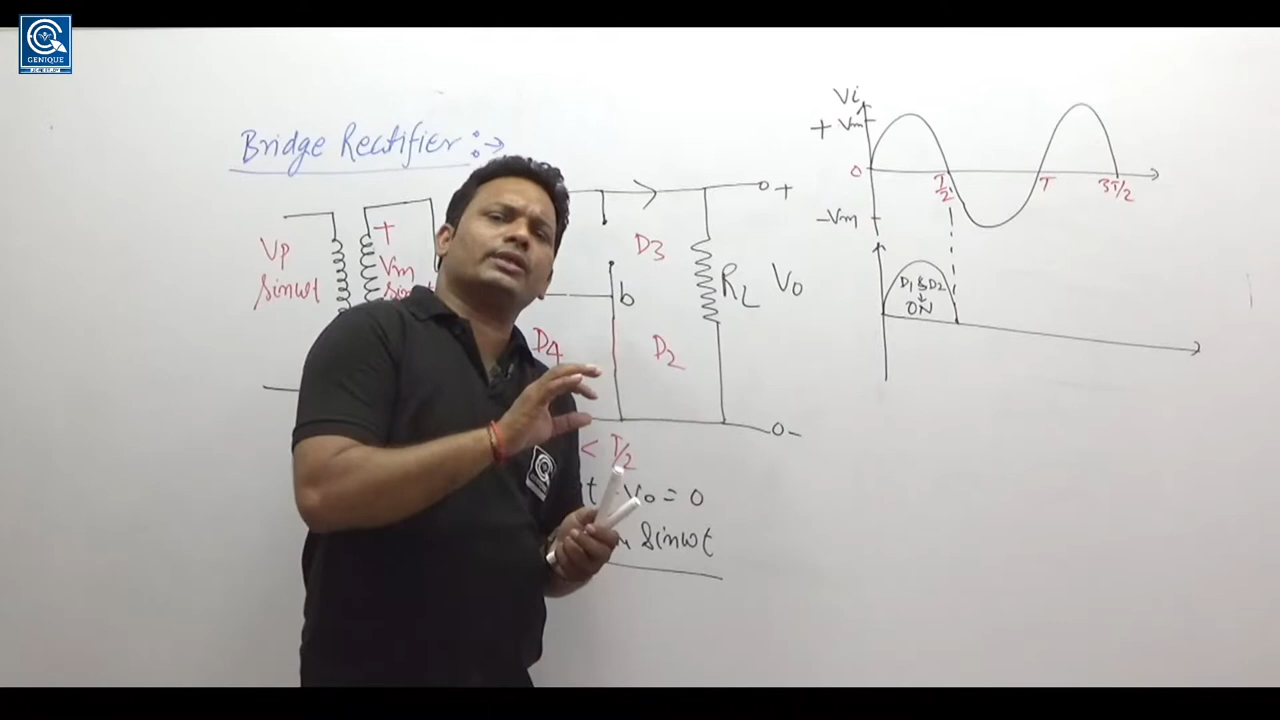 GENIQUE
Bridge Rectifier :→
Vp
Sinωt
+
Vm
D3
b
D4
D2
RL
Vo
+
-
< T/2
Vo = 0
Sinωt
Vi
+ Vm
0
T/2
T
3T/2
-Vm
D1 & D2
ON